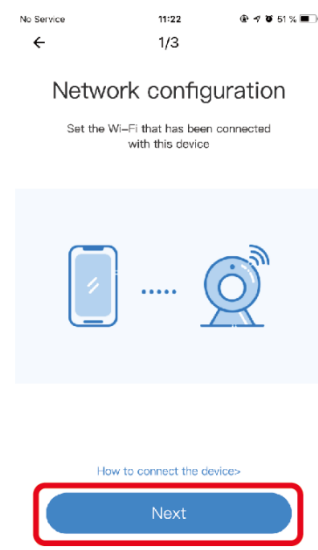 No Service 11:22 51 %
1/3
Network configuration
Set the Wi-Fi that has been connected
with this device
How to connect the device>
Next